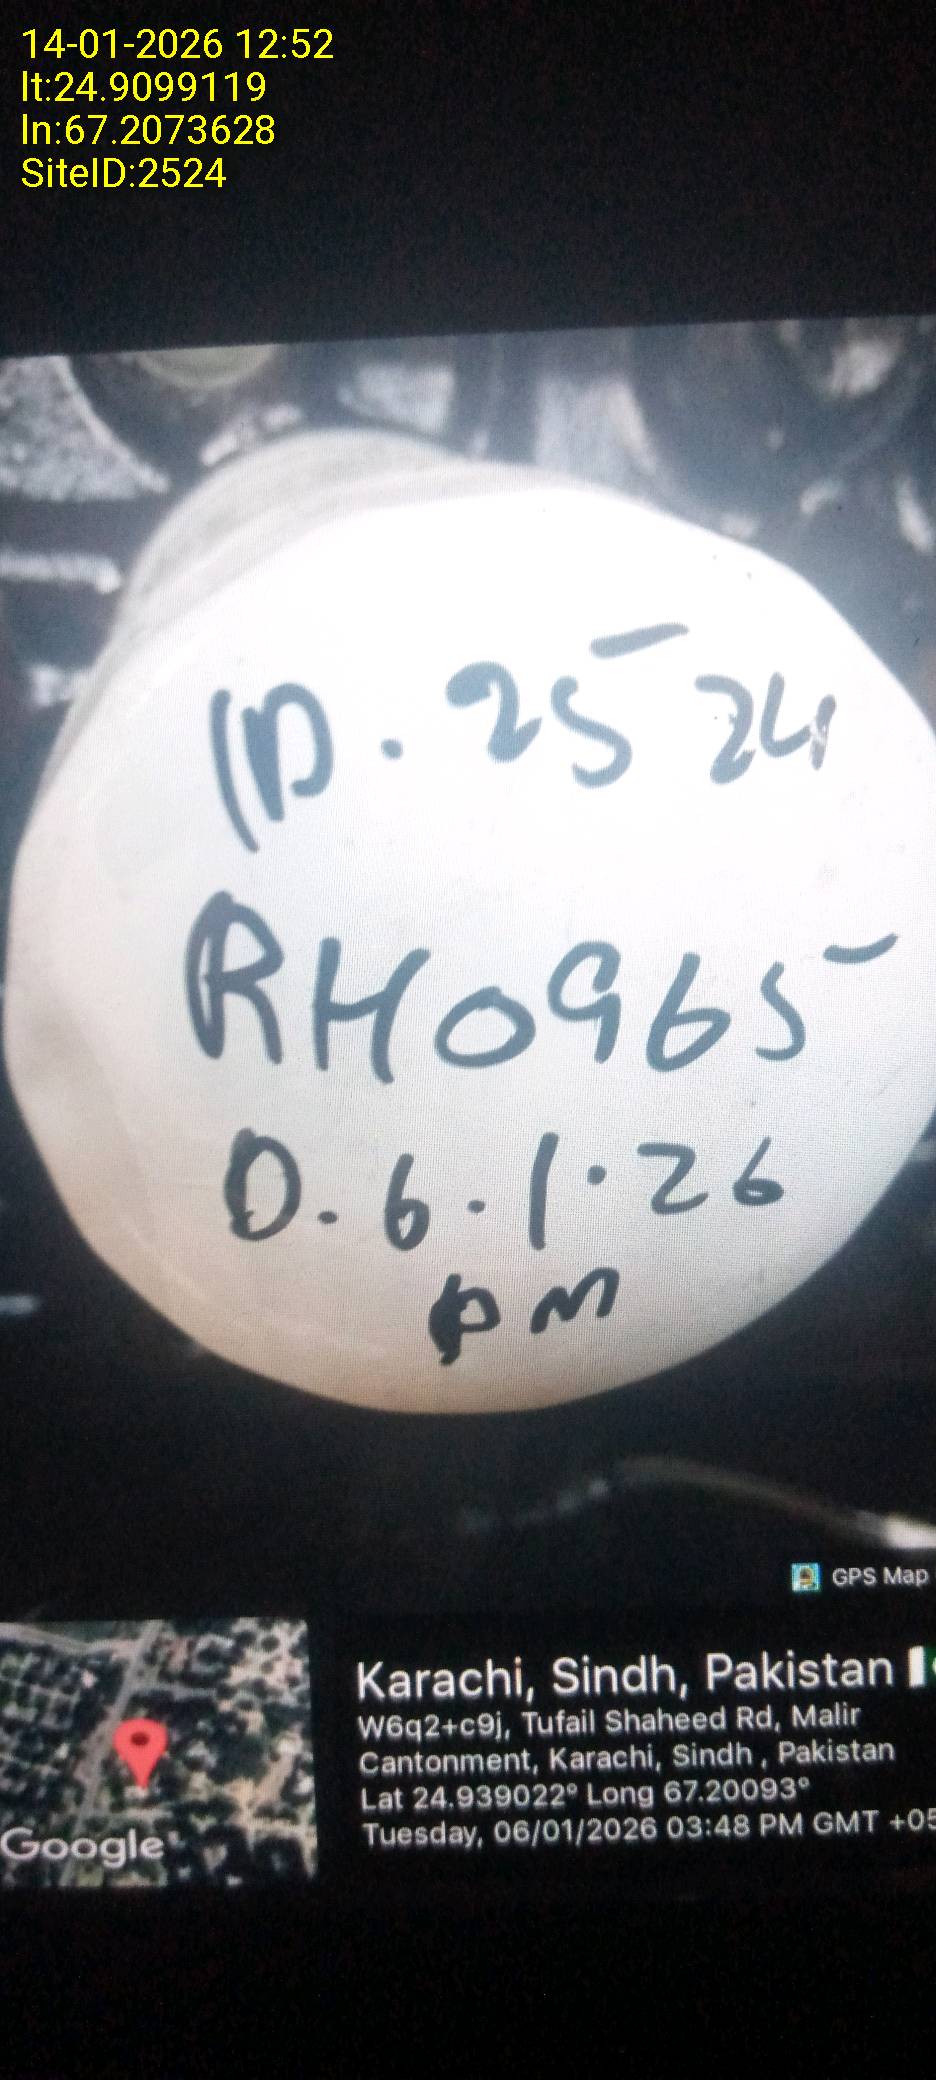 14-01-2026 12:52
lt:24.9099119
ln:67.2073628
SiteID:2524
ID. 2524
RH0965
D.6.1.26
PM
GPS Map
Karachi, Sindh, Pakistan
W6q2+c9j, Tufail Shaheed Rd, Malir
Cantonment, Karachi, Sindh , Pakistan
Lat 24.939022° Long 67.20093°
Tuesday, 06/01/2026 03:48 PM GMT +05
Google